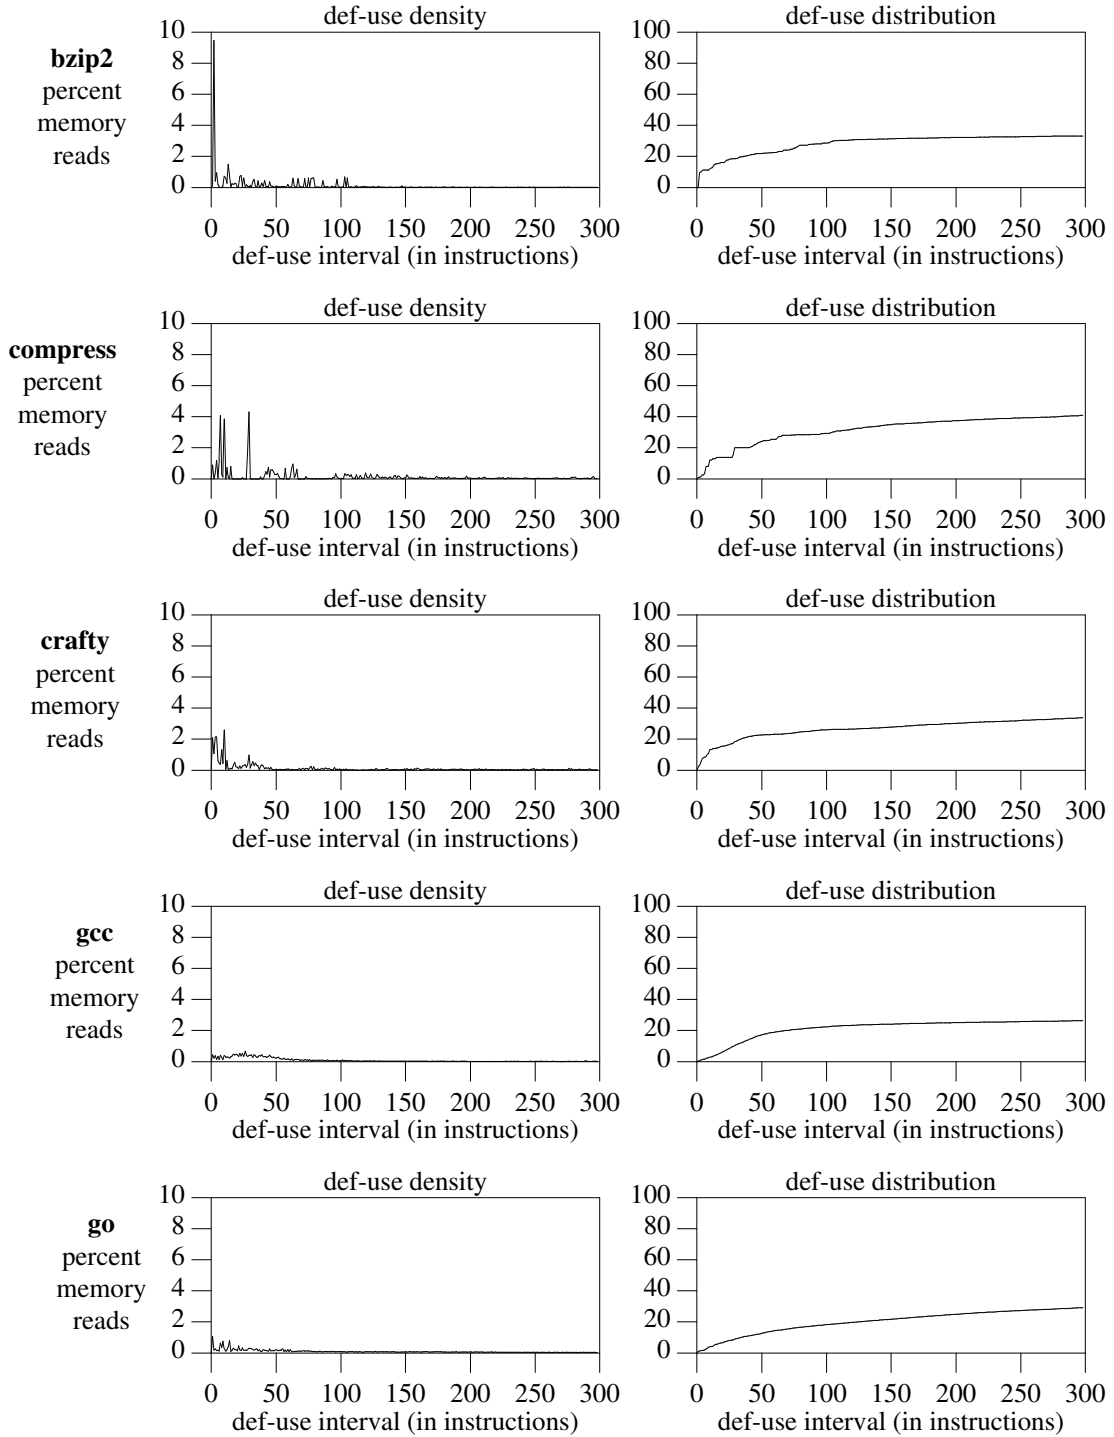 def-use density
10
8
6
4
2
0
0 50 100 150 200 250 300
def-use interval (in instructions)
bzip2
percent
memory
reads
def-use distribution
100
80
60
40
20
0
0 50 100 150 200 250 300
def-use interval (in instructions)
def-use density
10
8
6
4
2
0
0 50 100 150 200 250 300
def-use interval (in instructions)
compress
percent
memory
reads
def-use distribution
100
80
60
40
20
0
0 50 100 150 200 250 300
def-use interval (in instructions)
def-use density
10
8
6
4
2
0
0 50 100 150 200 250 300
def-use interval (in instructions)
crafty
percent
memory
reads
def-use distribution
100
80
60
40
20
0
0 50 100 150 200 250 300
def-use interval (in instructions)
def-use density
10
8
6
4
2
0
0 50 100 150 200 250 300
def-use interval (in instructions)
gcc
percent
memory
reads
def-use distribution
100
80
60
40
20
0
0 50 100 150 200 250 300
def-use interval (in instructions)
def-use density
10
8
6
4
2
0
0 50 100 150 200 250 300
def-use interval (in instructions)
go
percent
memory
reads
def-use distribution
100
80
60
40
20
0
0 50 100 150 200 250 300
def-use interval (in instructions)